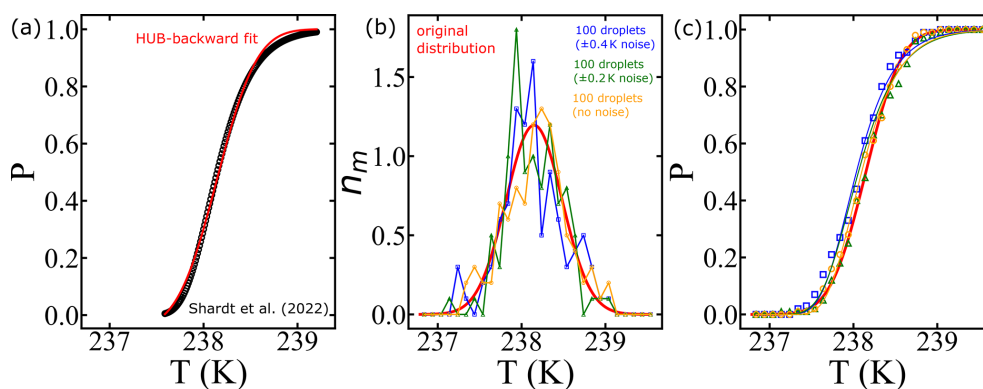 (a)
HUB-backward fit
Shardt et al. (2022)
P
1.0
0.8
0.6
0.4
0.2
0.0
237
238
239
T (K)
(b)
original
distribution
100 droplets
(±0.4 K noise)
100 droplets
(±0.2 K noise)
100 droplets
(no noise)
n_m
1.5
1.0
0.5
0.0
237
238
239
T (K)
(c)
P
1.0
0.8
0.6
0.4
0.2
0.0
237
238
239
T (K)